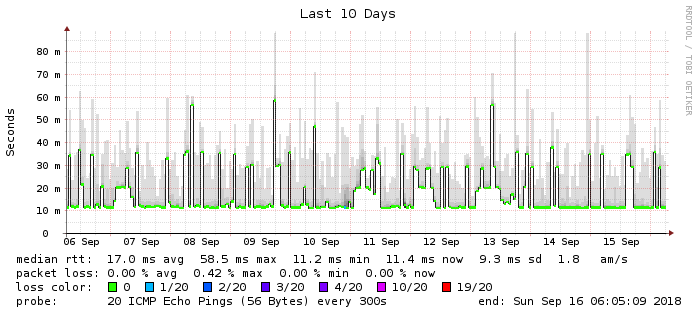 Last 10 Days
RRDTOOL / TOBI OETIKER
Seconds
80 m
70 m
60 m
50 m
40 m
30 m
20 m
10 m
0
06 Sep 07 Sep 08 Sep 09 Sep 10 Sep 11 Sep 12 Sep 13 Sep 14 Sep 15 Sep
median rtt: 17.0 ms avg 58.5 ms max 11.2 ms min 11.4 ms now 9.3 ms sd 1.8 am/s
packet loss: 0.00 % avg 0.42 % max 0.00 % min 0.00 % now
loss color: 0 1/20 2/20 3/20 4/20 10/20 19/20
probe: 20 ICMP Echo Pings (56 Bytes) every 300s end: Sun Sep 16 06:05:09 2018